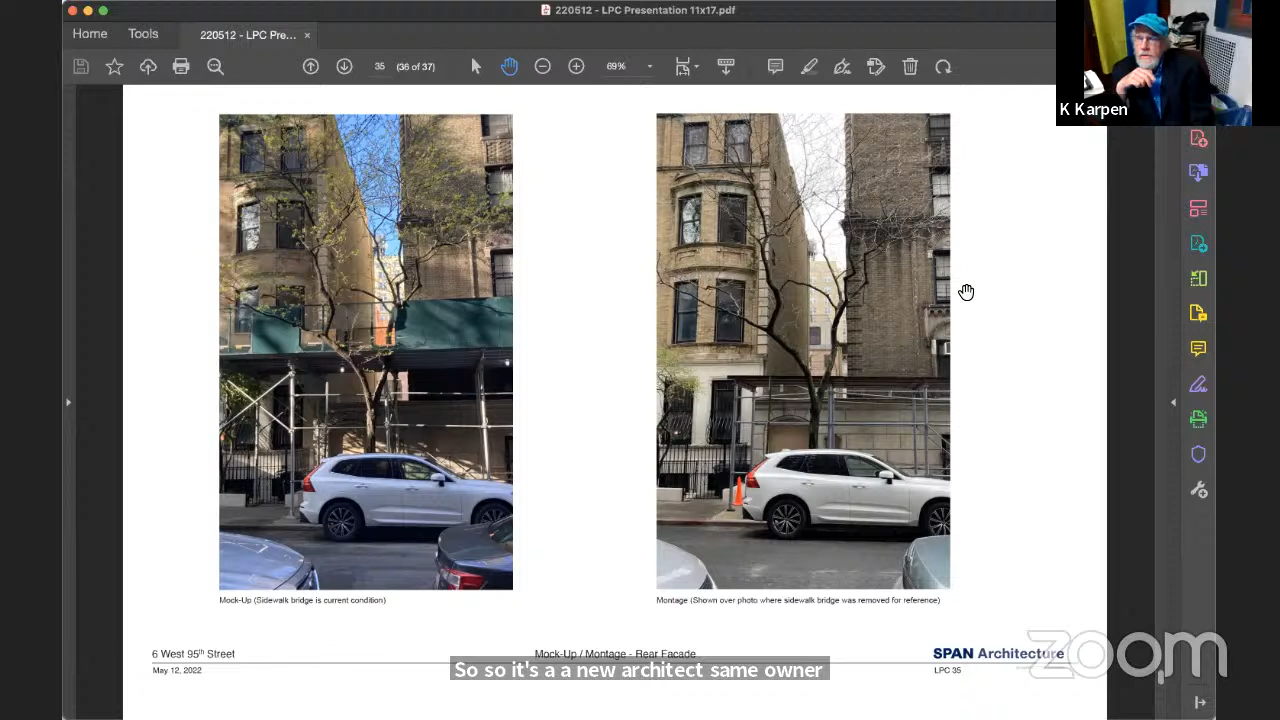 220512 - LPC Presentation 11x17.pdf
Home
Tools
220512 - LPC Pre...
×
35
(36 of 37)
69%
K Karpen
Mock-Up (Sidewalk bridge is current condition)
Montage (Shown over photo where sidewalk bridge was removed for reference)
6 West 95th Street
Mock-Up / Montage - Rear Facade
SPAN Architecture
May 12, 2022
LPC 35
So so it's a a new architect same owner
zoom